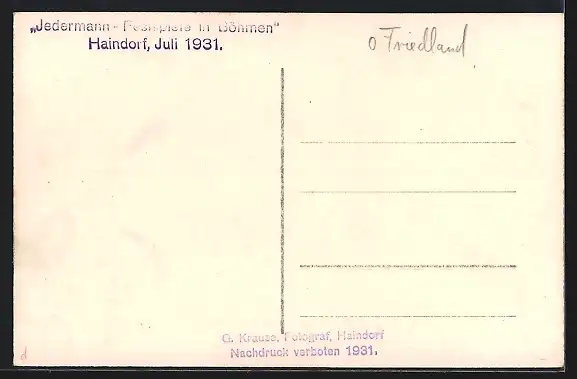 „Jedermann-Festspiele in Böhmen"
Haindorf, Juli 1931.
o Friedland
G. Krause, Fotograf, Haindorf
Nachdruck verboten 1931.
d